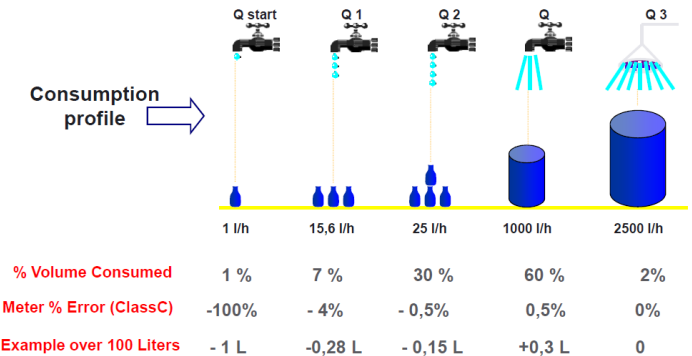 Q start Q 1 Q 2 Q Q 3
Consumption
profile
1 l/h 15,6 l/h 25 l/h 1000 l/h 2500 l/h
% Volume Consumed 1 % 7 % 30 % 60 % 2%
Meter % Error (ClassC) -100% - 4% - 0,5% 0,5% 0%
Example over 100 Liters - 1 L -0,28 L - 0,15 L +0,3 L 0